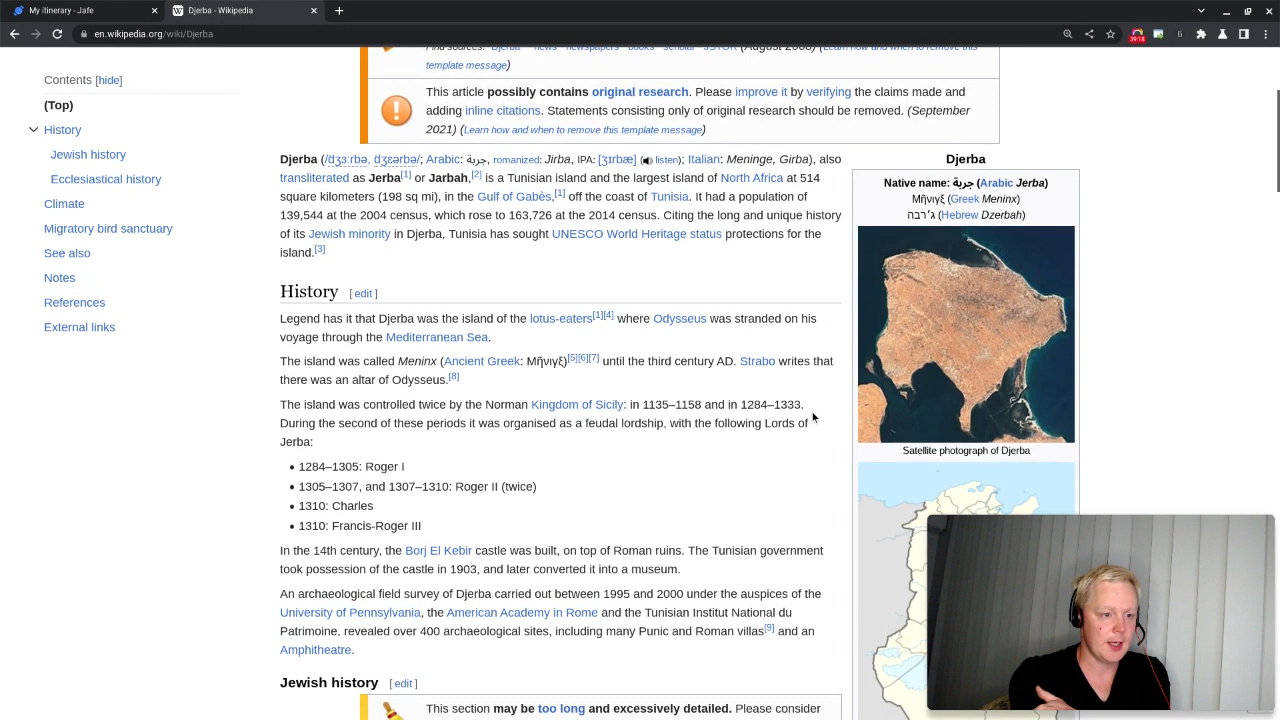 My itinerary - Jafe
Djerba - Wikipedia
en.wikipedia.org/wiki/Djerba
39:18
Contents [hide]
(Top)
History
Jewish history
Ecclesiastical history
Climate
Migratory bird sanctuary
See also
Notes
References
External links
template message)
This article possibly contains original research. Please improve it by verifying the claims made and
adding inline citations. Statements consisting only of original research should be removed. (September
2021) (Learn how and when to remove this template message)
Djerba (/ˈdʒɜːrbə, ˈdʒɛərbə/; Arabic: جربة, romanized: Jirba, IPA: [ˈʒɪrbæ] (listen); Italian: Meninge, Girba), also
transliterated as Jerba[1] or Jarbah,[2] is a Tunisian island and the largest island of North Africa at 514
square kilometers (198 sq mi), in the Gulf of Gabès,[1] off the coast of Tunisia. It had a population of
139,544 at the 2004 census, which rose to 163,726 at the 2014 census. Citing the long and unique history
of its Jewish minority in Djerba, Tunisia has sought UNESCO World Heritage status protections for the
island.[3]
History [ edit ]
Legend has it that Djerba was the island of the lotus-eaters[1][4] where Odysseus was stranded on his
voyage through the Mediterranean Sea.
The island was called Meninx (Ancient Greek: Μῆνιγξ)[5][6][7] until the third century AD. Strabo writes that
there was an altar of Odysseus.[8]
The island was controlled twice by the Norman Kingdom of Sicily: in 1135–1158 and in 1284–1333.
During the second of these periods it was organised as a feudal lordship, with the following Lords of
Jerba:
• 1284–1305: Roger I
• 1305–1307, and 1307–1310: Roger II (twice)
• 1310: Charles
• 1310: Francis-Roger III
In the 14th century, the Borj El Kebir castle was built, on top of Roman ruins. The Tunisian government
took possession of the castle in 1903, and later converted it into a museum.
An archaeological field survey of Djerba carried out between 1995 and 2000 under the auspices of the
University of Pennsylvania, the American Academy in Rome and the Tunisian Institut National du
Patrimoine, revealed over 400 archaeological sites, including many Punic and Roman villas[9] and an
Amphitheatre.
Jewish history [ edit ]
This section may be too long and excessively detailed. Please consider
Djerba
Native name: جربة (Arabic Jerba)
Μῆνιγξ (Greek Meninx)
ג׳רבה (Hebrew Dzerbah)
Satellite photograph of Djerba